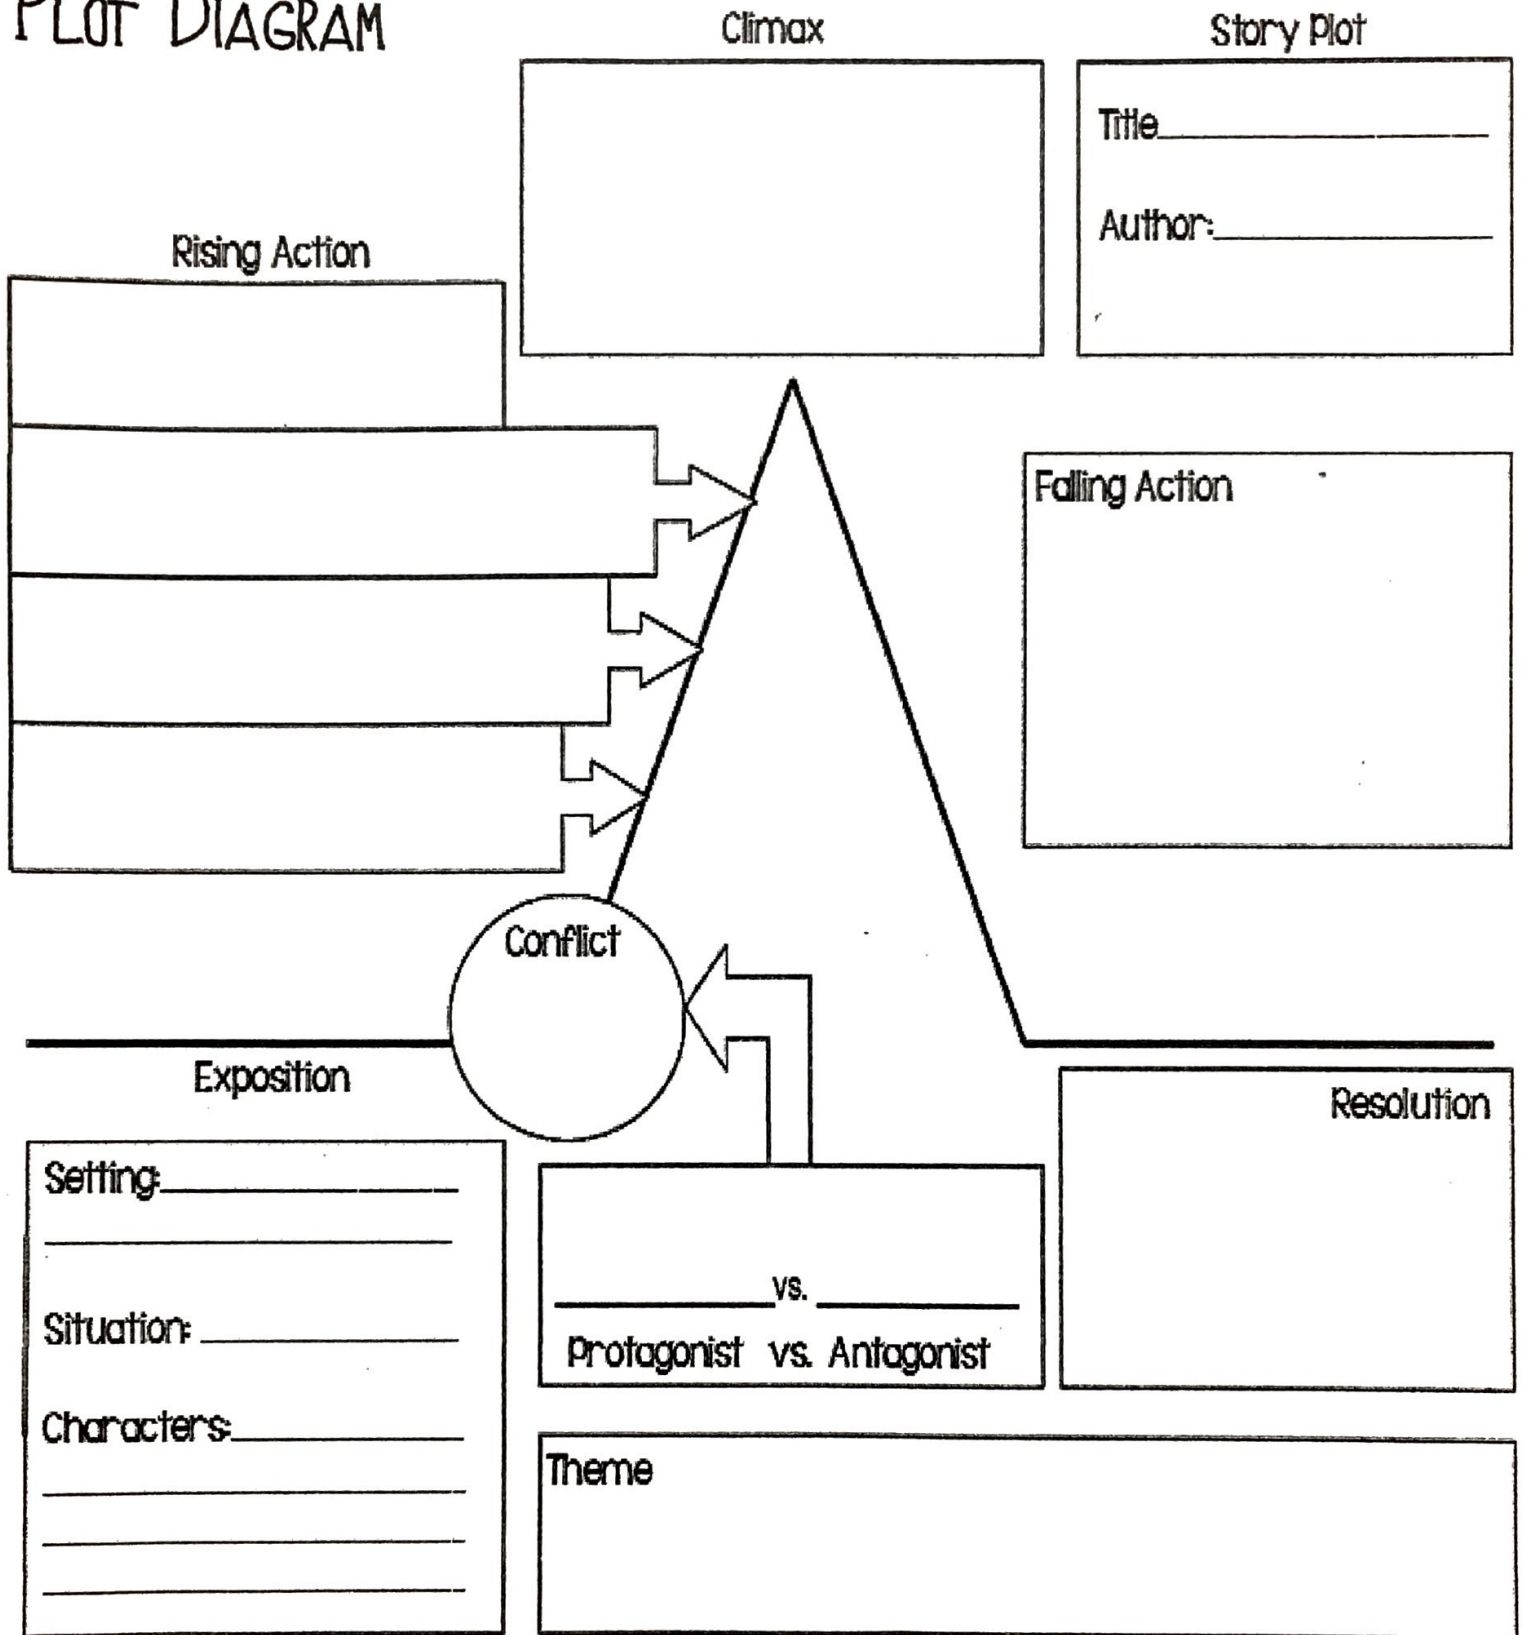 PLOT DIAGRAM
Climax
Story Plot
Title
Author:
Rising Action
Falling Action
Conflict
Exposition
Resolution
Setting:
vs.
Situation:
Protagonist vs. Antagonist
Characters:
Theme